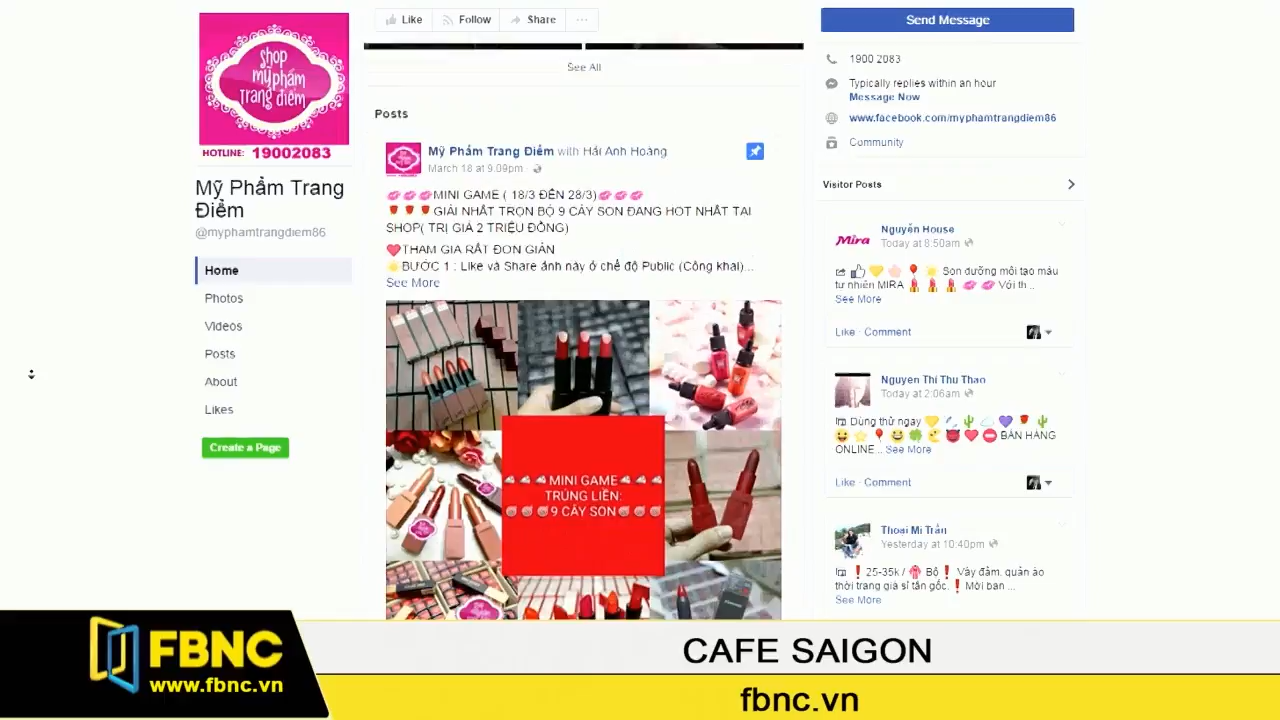 shop
mỹ phẩm
trang điểm
HOTLINE: 19002083
Mỹ Phẩm Trang
Điểm
@myphamtrangdiem86
Home
Photos
Videos
Posts
About
Likes
Create a Page
Like
Follow
Share
See All
Posts
Mỹ Phẩm Trang Điểm with Hải Anh Hoàng
March 18 at 9:09pm
💋💋💋MINI GAME ( 18/3 ĐẾN 28/3)💋💋💋
🌹🌹🌹GIẢI NHẤT TRỌN BỘ 9 CÂY SON ĐANG HOT NHẤT TẠI
SHOP( TRỊ GIÁ 2 TRIỆU ĐỒNG)
❤THAM GIA RẤT ĐƠN GIẢN
☀BƯỚC 1 : Like và Share ảnh này ở chế độ Public (Công khai)...
See More
MINI GAME
TRÚNG LIỀN:
9 CÂY SON
Send Message
1900 2083
Typically replies within an hour
Message Now
www.facebook.com/myphamtrangdiem86
Community
Visitor Posts
Mira
Nguyễn House
Today at 8:50am
Son dưỡng môi tạo màu
tự nhiên MIRA 💄💄💄💋💋 Với th...
See More
Like · Comment
Nguyen Thi Thu Thao
Today at 2:06am
Dùng thử ngay
BÁN HÀNG
ONLINE... See More
Like · Comment
Thoại Mi Trần
Yesterday at 10:40pm
❗25-35k / 👘 Bộ❗ Váy đầm, quần áo
thời trang giá sỉ tận gốc.❗Mời bạn ...
See More
FBNC
www.fbnc.vn
CAFE SAIGON
fbnc.vn